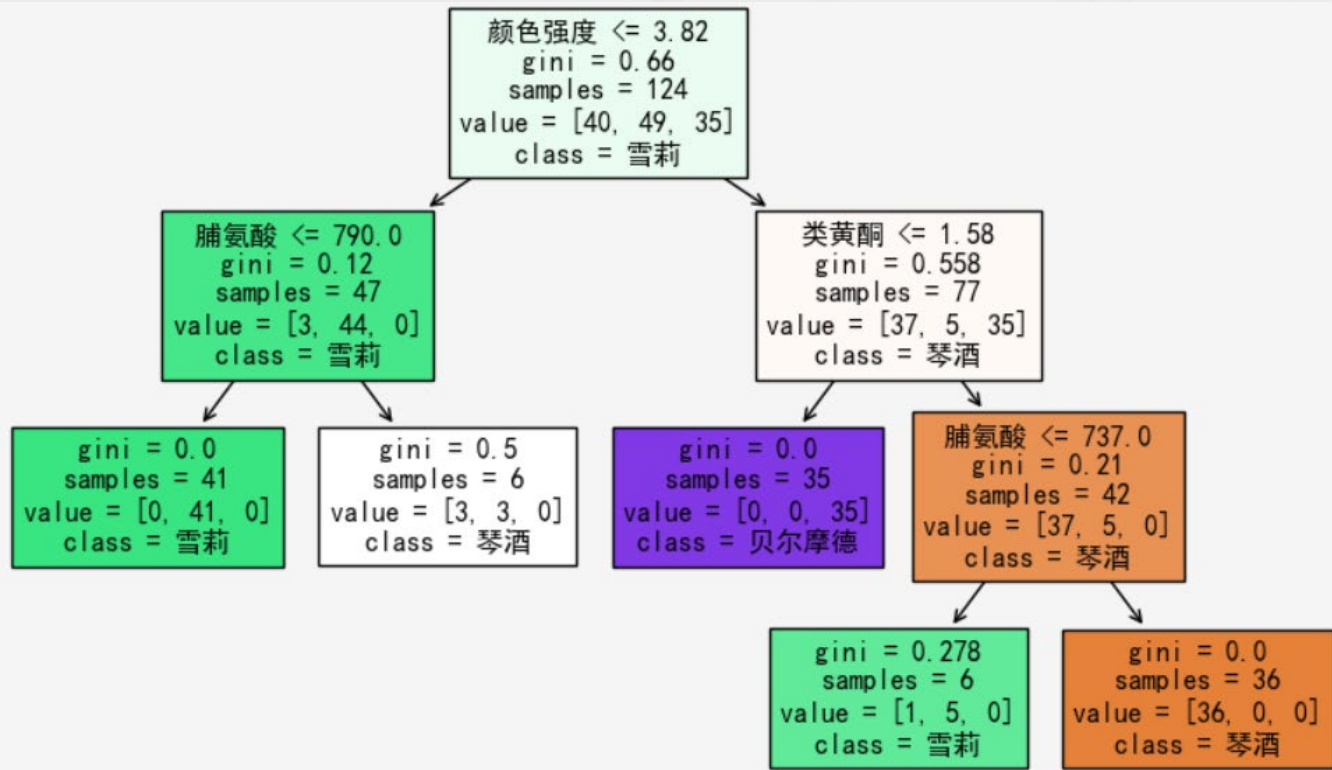 颜色强度 <= 3.82
gini = 0.66
samples = 124
value = [40, 49, 35]
class = 雪莉
脯氨酸 <= 790.0
gini = 0.12
samples = 47
value = [3, 44, 0]
class = 雪莉
类黄酮 <= 1.58
gini = 0.558
samples = 77
value = [37, 5, 35]
class = 琴酒
gini = 0.0
samples = 41
value = [0, 41, 0]
class = 雪莉
gini = 0.5
samples = 6
value = [3, 3, 0]
class = 琴酒
gini = 0.0
samples = 35
value = [0, 0, 35]
class = 贝尔摩德
脯氨酸 <= 737.0
gini = 0.21
samples = 42
value = [37, 5, 0]
class = 琴酒
gini = 0.278
samples = 6
value = [1, 5, 0]
class = 雪莉
gini = 0.0
samples = 36
value = [36, 0, 0]
class = 琴酒